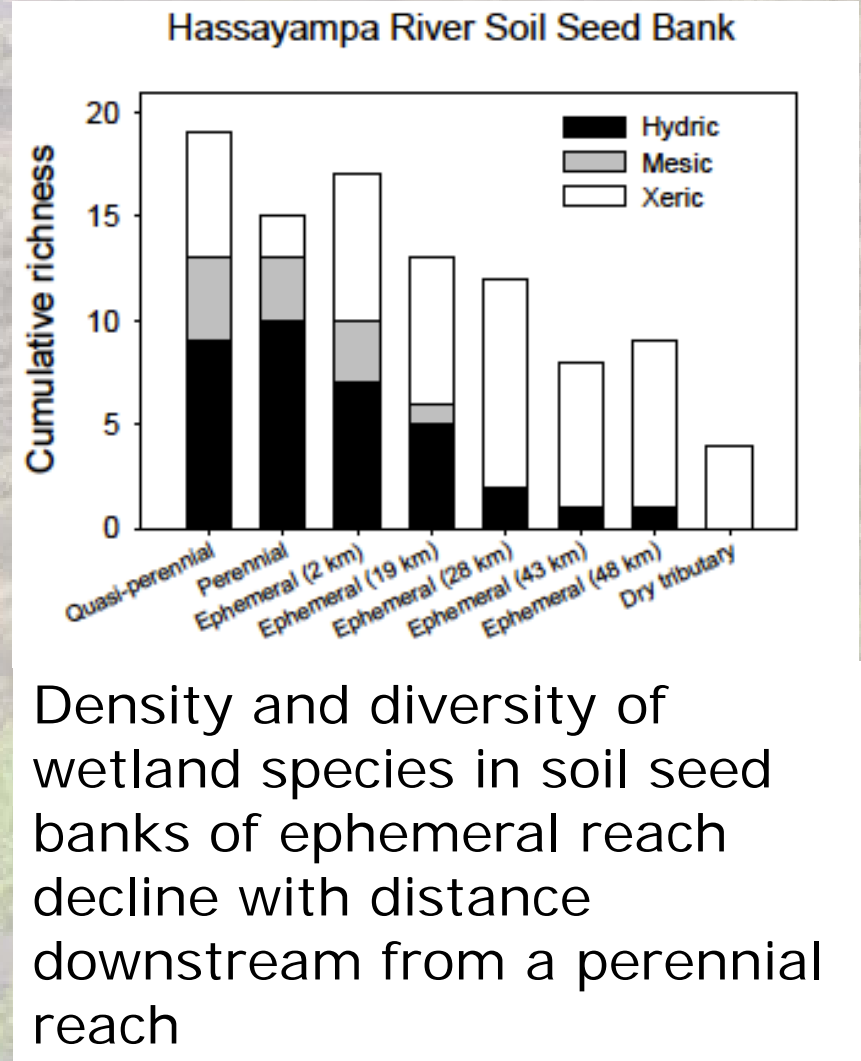 Hassayampa River Soil Seed Bank
Cumulative richness
20
15
10
5
0
Hydric
Mesic
Xeric
Quasi-perennial
Perennial
Ephemeral (2 km)
Ephemeral (19 km)
Ephemeral (28 km)
Ephemeral (43 km)
Ephemeral (48 km)
Dry tributary
Density and diversity of
wetland species in soil seed
banks of ephemeral reach
decline with distance
downstream from a perennial
reach